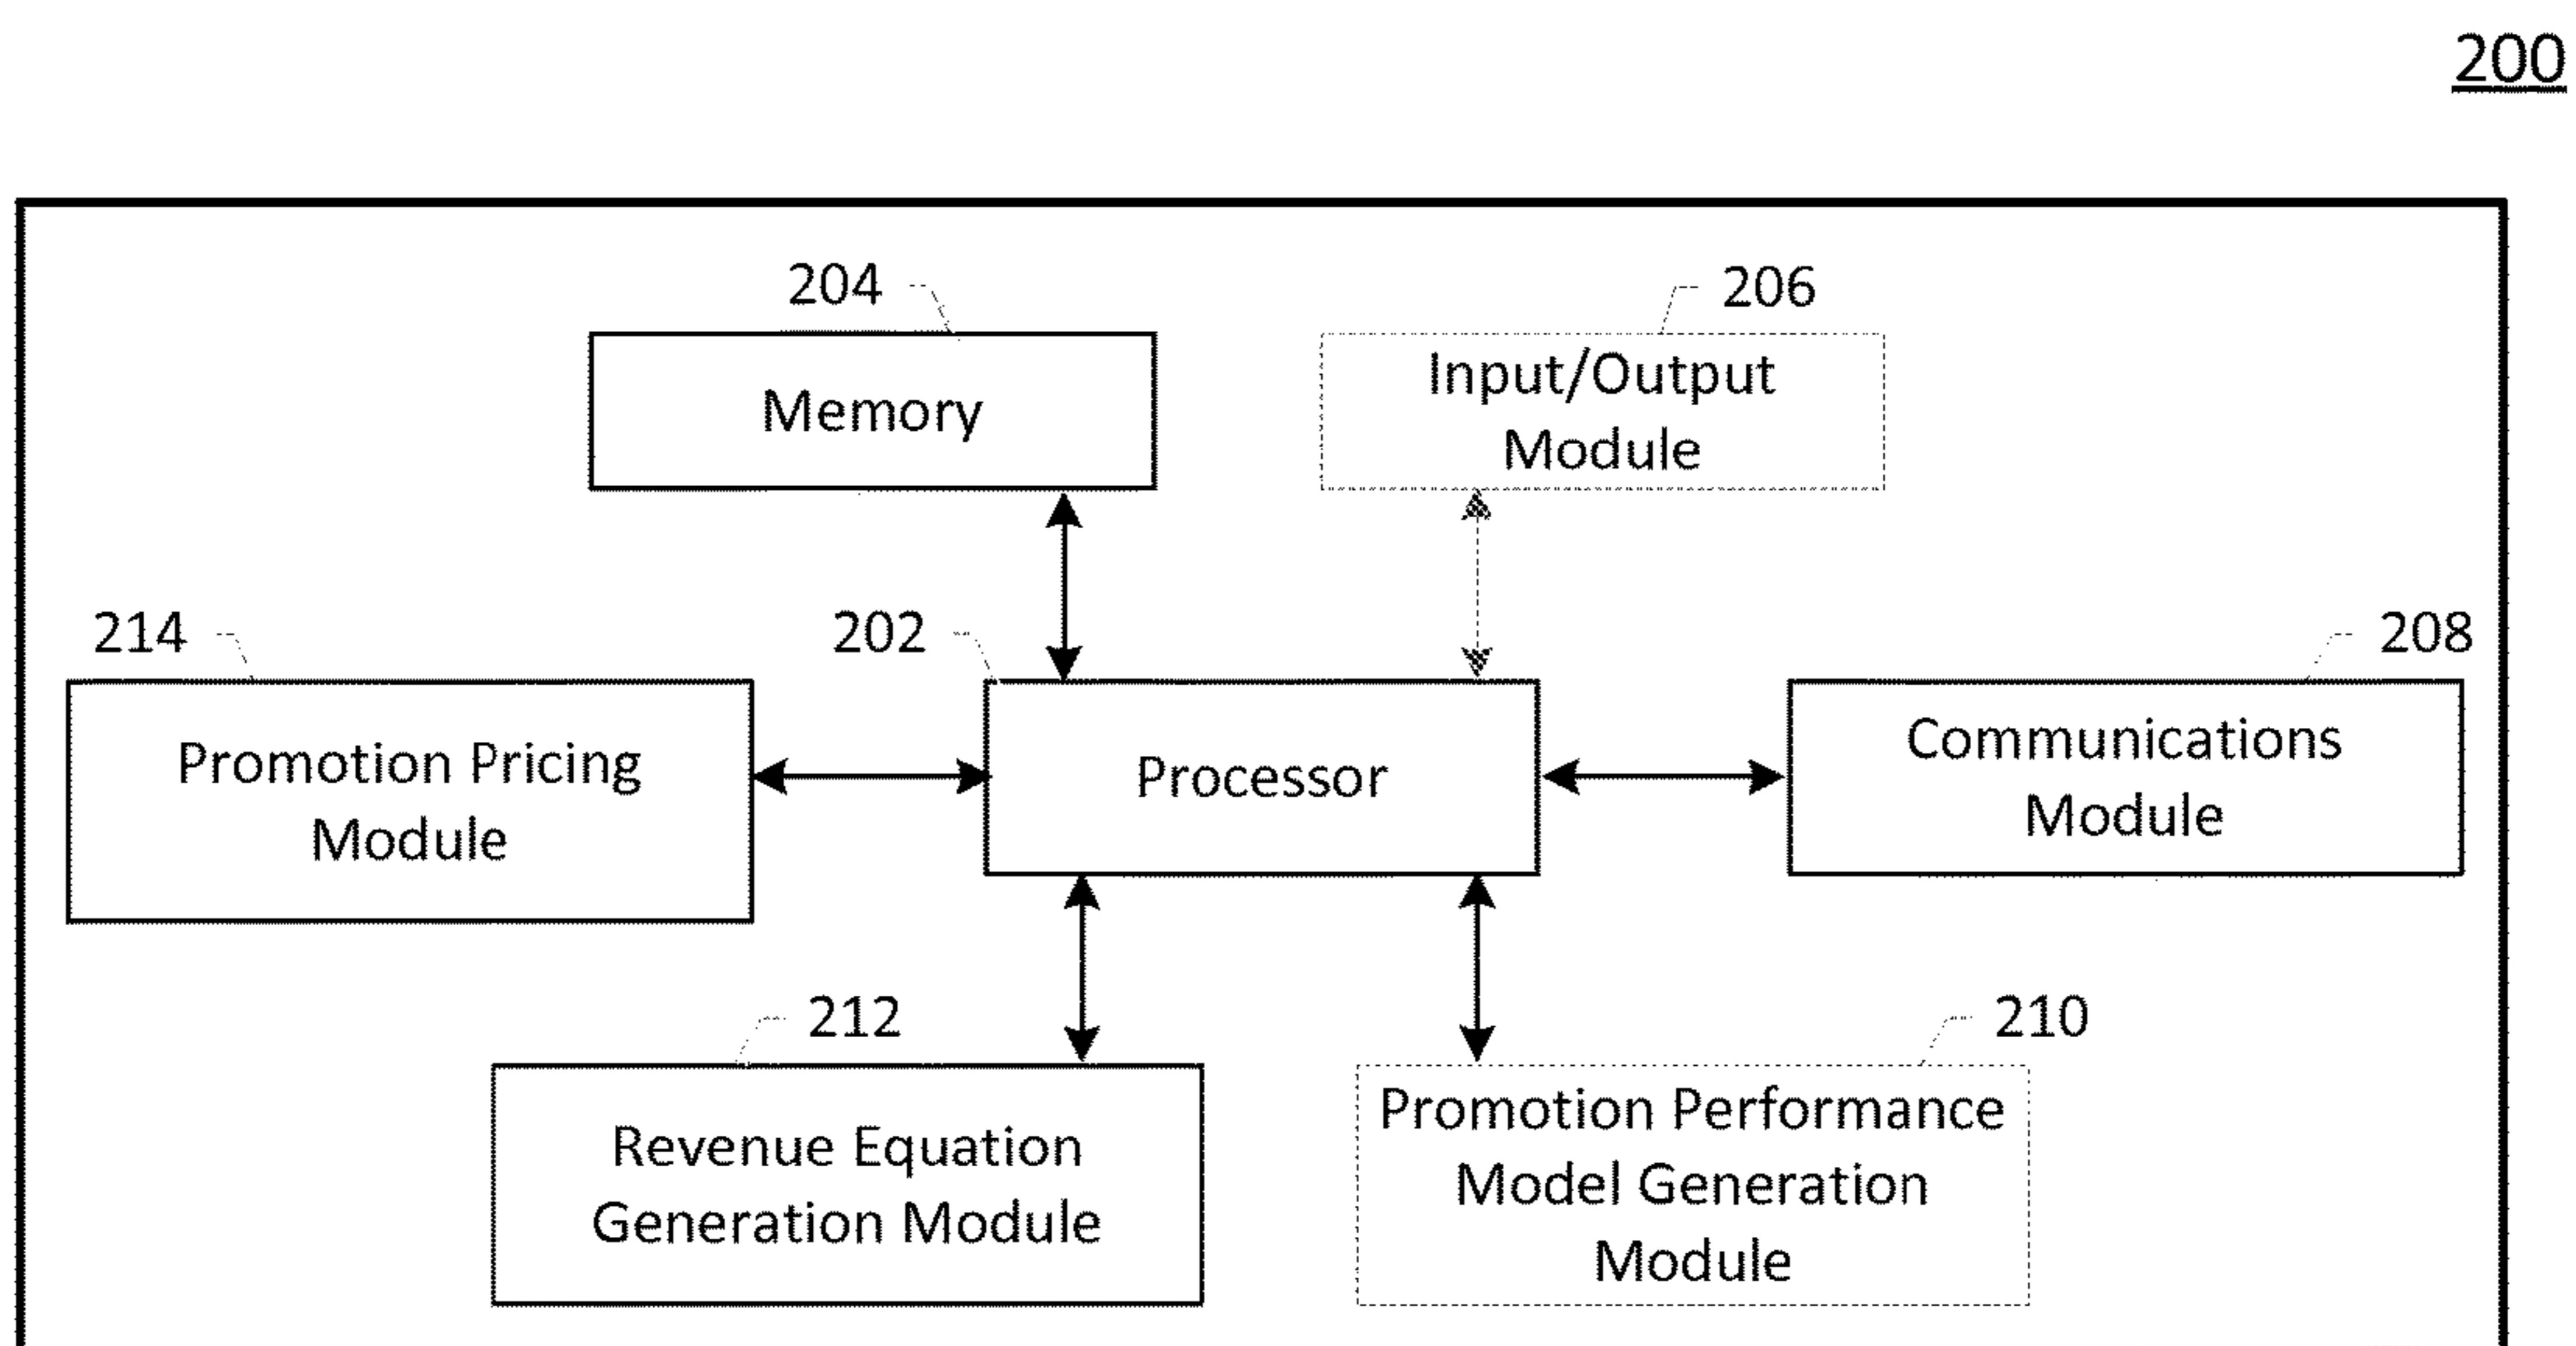 200
204
206
Memory
Input/Output
Module
214
202
208
Promotion Pricing
Module
Processor
Communications
Module
212
210
Revenue Equation
Generation Module
Promotion Performance
Model Generation
Module